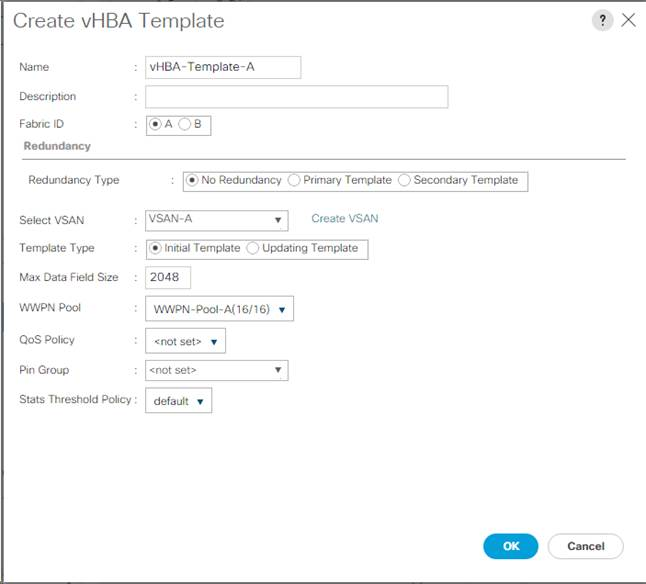 Create vHBA Template ?
Name : vHBA-Template-A
Description :
Fabric ID : A B
Redundancy
Redundancy Type : No Redundancy Primary Template Secondary Template
Select VSAN : VSAN-A Create VSAN
Template Type : Initial Template Updating Template
Max Data Field Size : 2048
WWPN Pool : WWPN-Pool-A(16/16)
QoS Policy : <not set>
Pin Group : <not set>
Stats Threshold Policy : default
OK Cancel